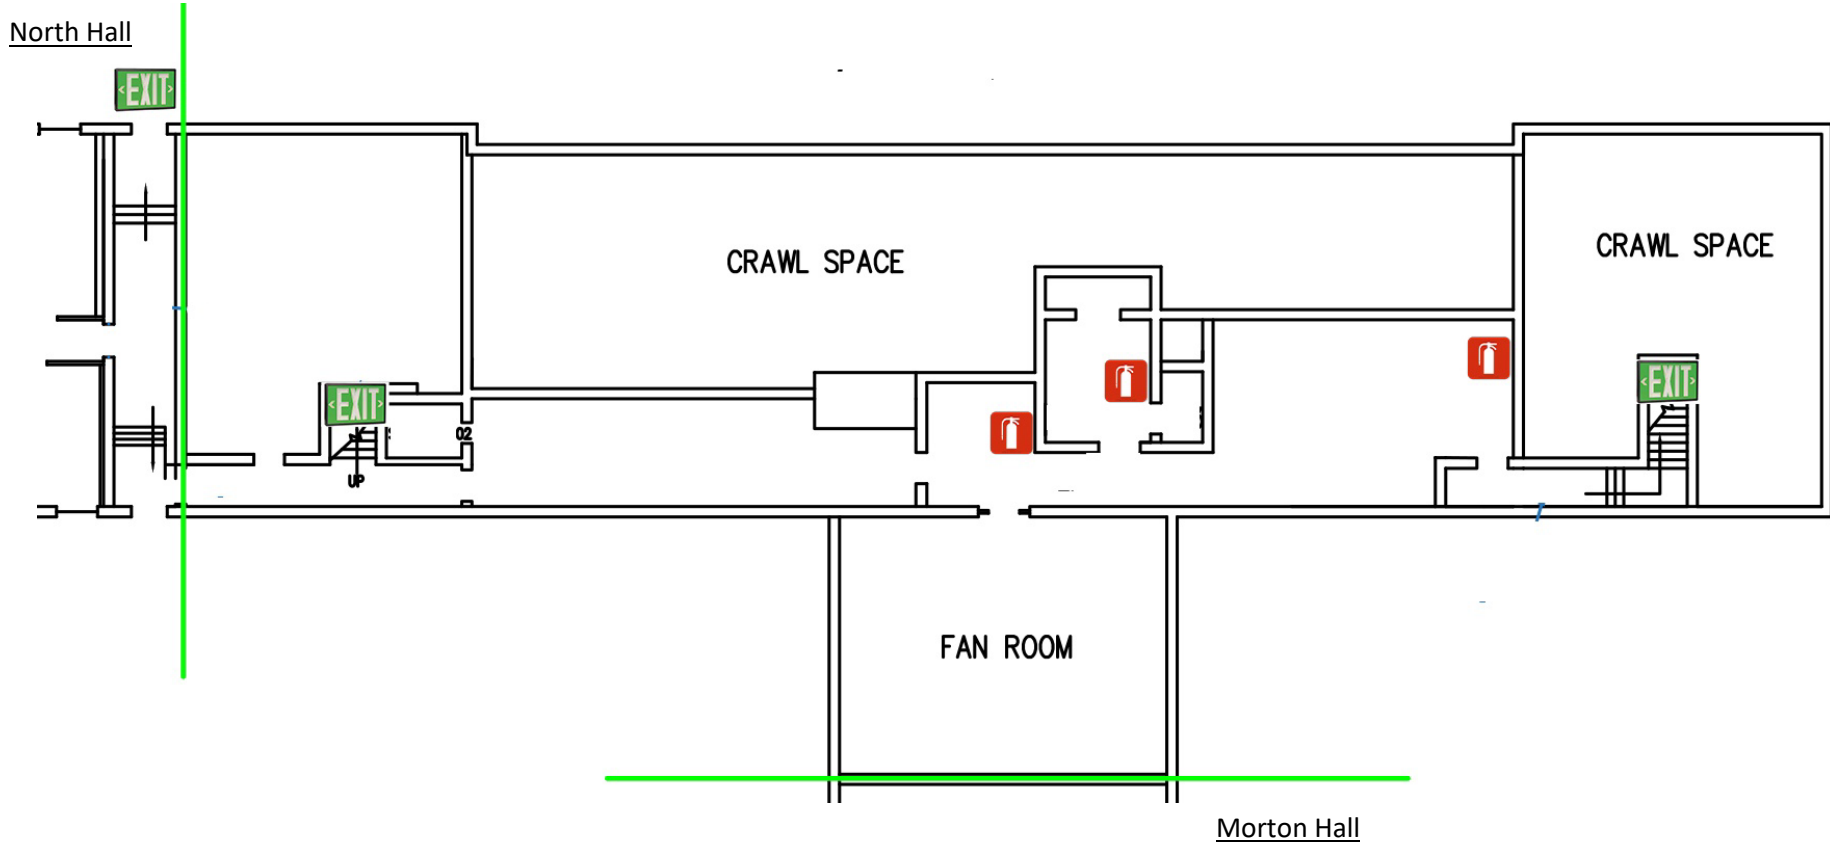 North Hall
<EXIT>
CRAWL SPACE
CRAWL SPACE
<EXIT>
<EXIT>
02
UP
FAN ROOM
Morton Hall